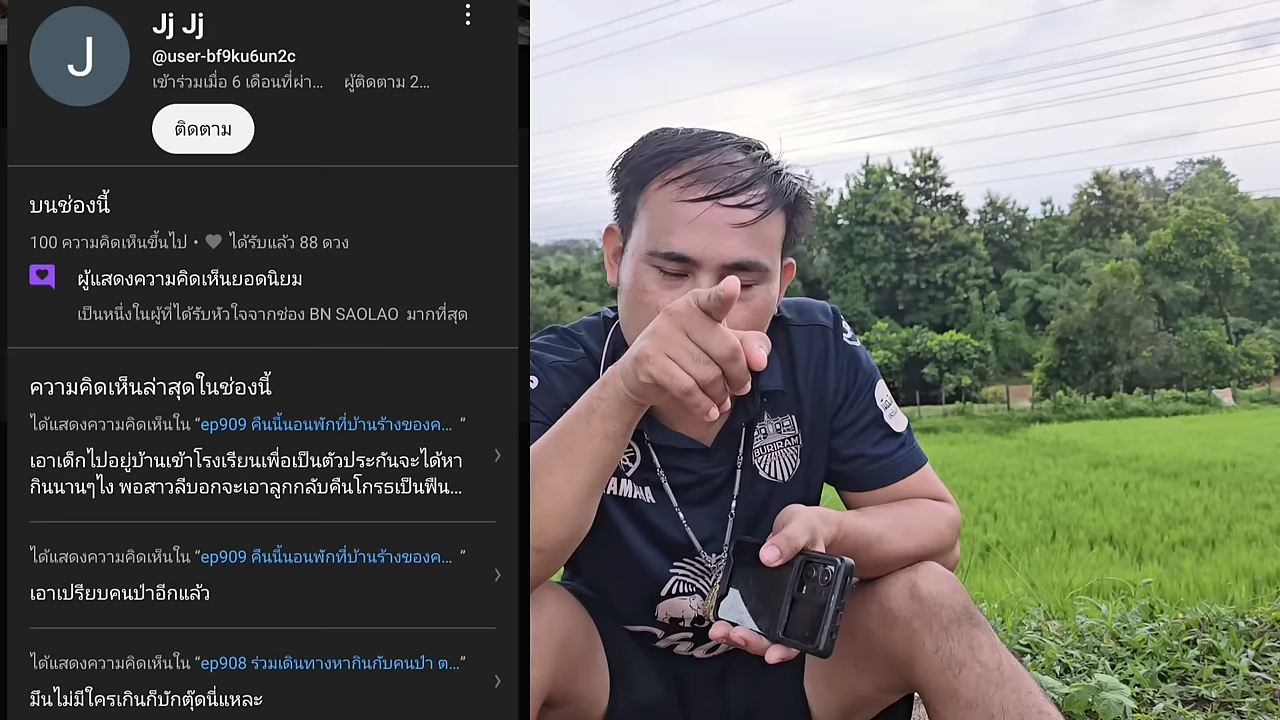 J
Jj Jj
@user-bf9ku6un2c
เข้าร่วมเมื่อ 6 เดือนที่ผ่า... ผู้ติดตาม 2...
ติดตาม
บนช่องนี้
100 ความคิดเห็นขึ้นไป • ได้รับแล้ว 88 ดวง
ผู้แสดงความคิดเห็นยอดนิยม
เป็นหนึ่งในผู้ที่ได้รับหัวใจจากช่อง BN SAOLAO มากที่สุด
ความคิดเห็นล่าสุดในช่องนี้
ได้แสดงความคิดเห็นใน “ep909 คืนนี้นอนพักที่บ้านร้างของค... ”
เอาเด็กไปอยู่บ้านเข้าโรงเรียนเพื่อเป็นตัวประกันจะได้หา
กินนานๆไง พอสาวลีบอกจะเอาลูกกลับคืนโกรธเป็นฟืน...
ได้แสดงความคิดเห็นใน “ep909 คืนนี้นอนพักที่บ้านร้างของค... ”
เอาเปรียบคนป่าอีกแล้ว
ได้แสดงความคิดเห็นใน “ep908 ร่วมเดินทางหากินกับคนป่า ต...”
มึนไม่มีใครเกินก็บักตุ๊ดนี่แหละ
BURIRAM
YAMAHA